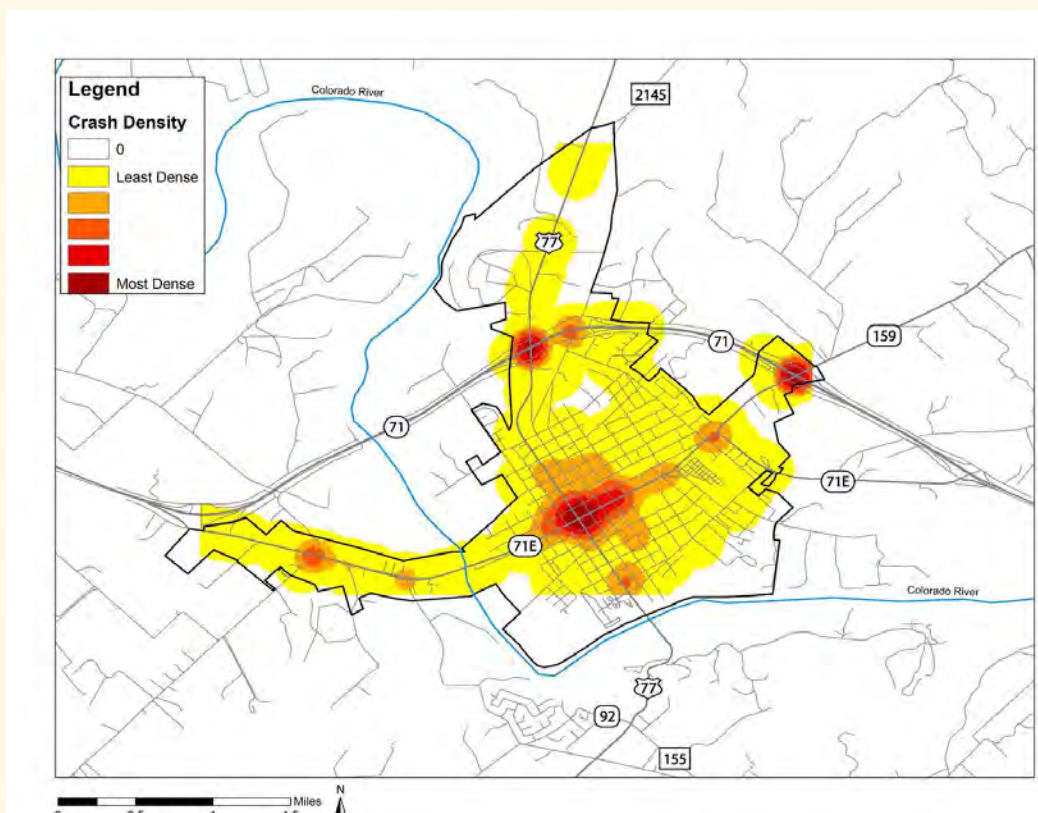 Legend
Crash Density
0
Least Dense
Most Dense
Colorado River
2145
77
71
159
71
71E
71E
Colorado River
77
92
155
N
Miles